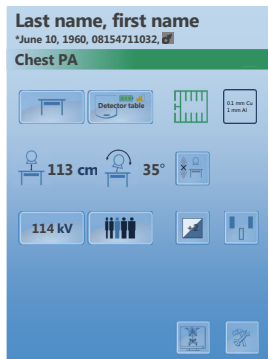 Last name, first name
*June 10, 1960, 08154711032,
Chest PA
Detector table
0.1 mm Cu
1 mm Al
113 cm 35°
114 kV